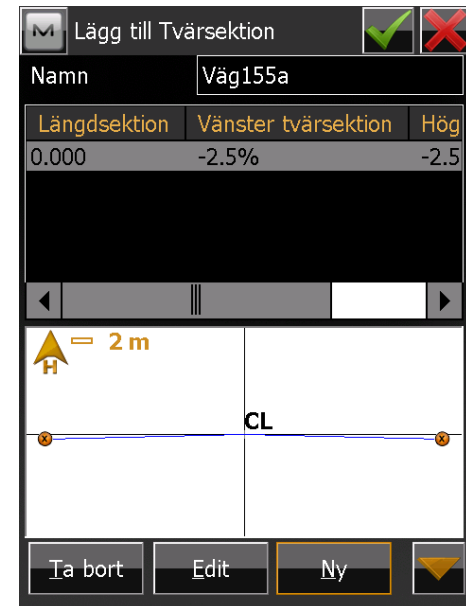 Lägg till Tvärsektion
Namn Väg155a
Längdsektion Vänster tvärsektion Hög
0.000 -2.5% -2.5
2 m
H
CL
Ta bort Edit Ny